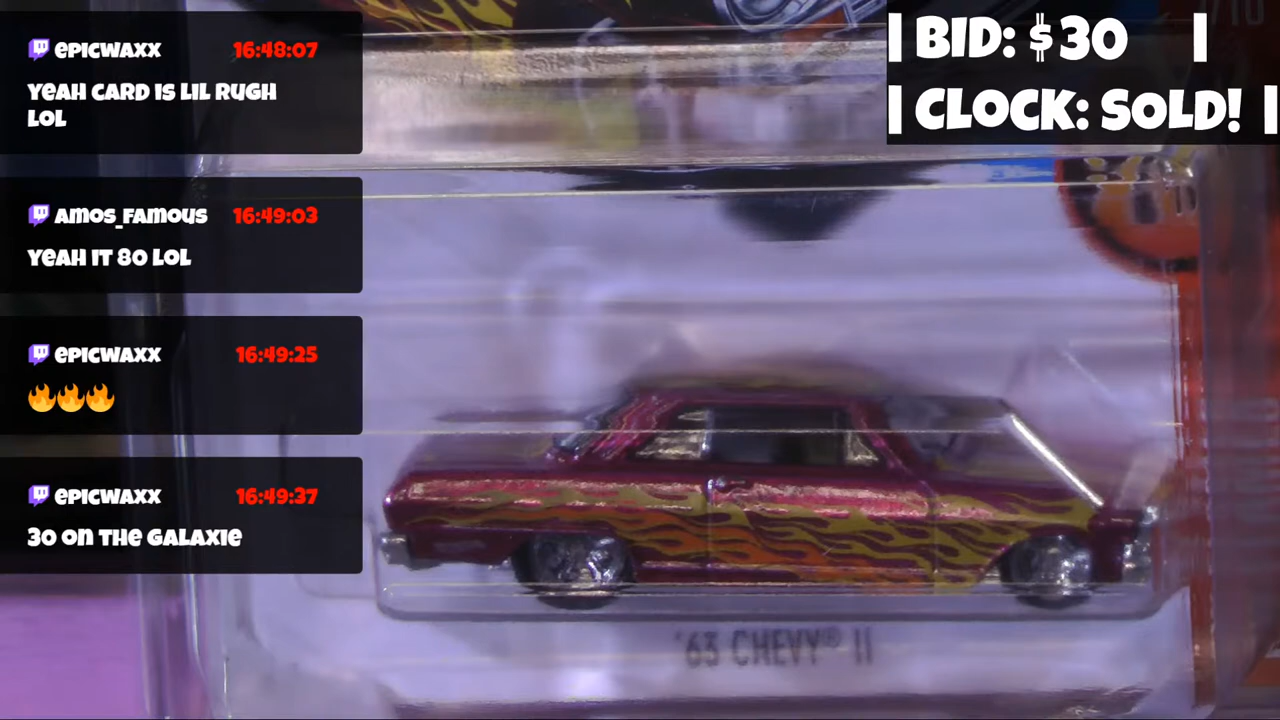 epicwaxx 16:48:07
YEAH CARD IS LIL RUGH
LOL
Amos_Famous 16:49:03
YEAH IT 80 LOL
epicwaxx 16:49:25
🔥🔥🔥
epicwaxx 16:49:37
30 ON THE GALAXIE
| BID: $30 |
| CLOCK: SOLD! |
/10
'63 CHEVY® II